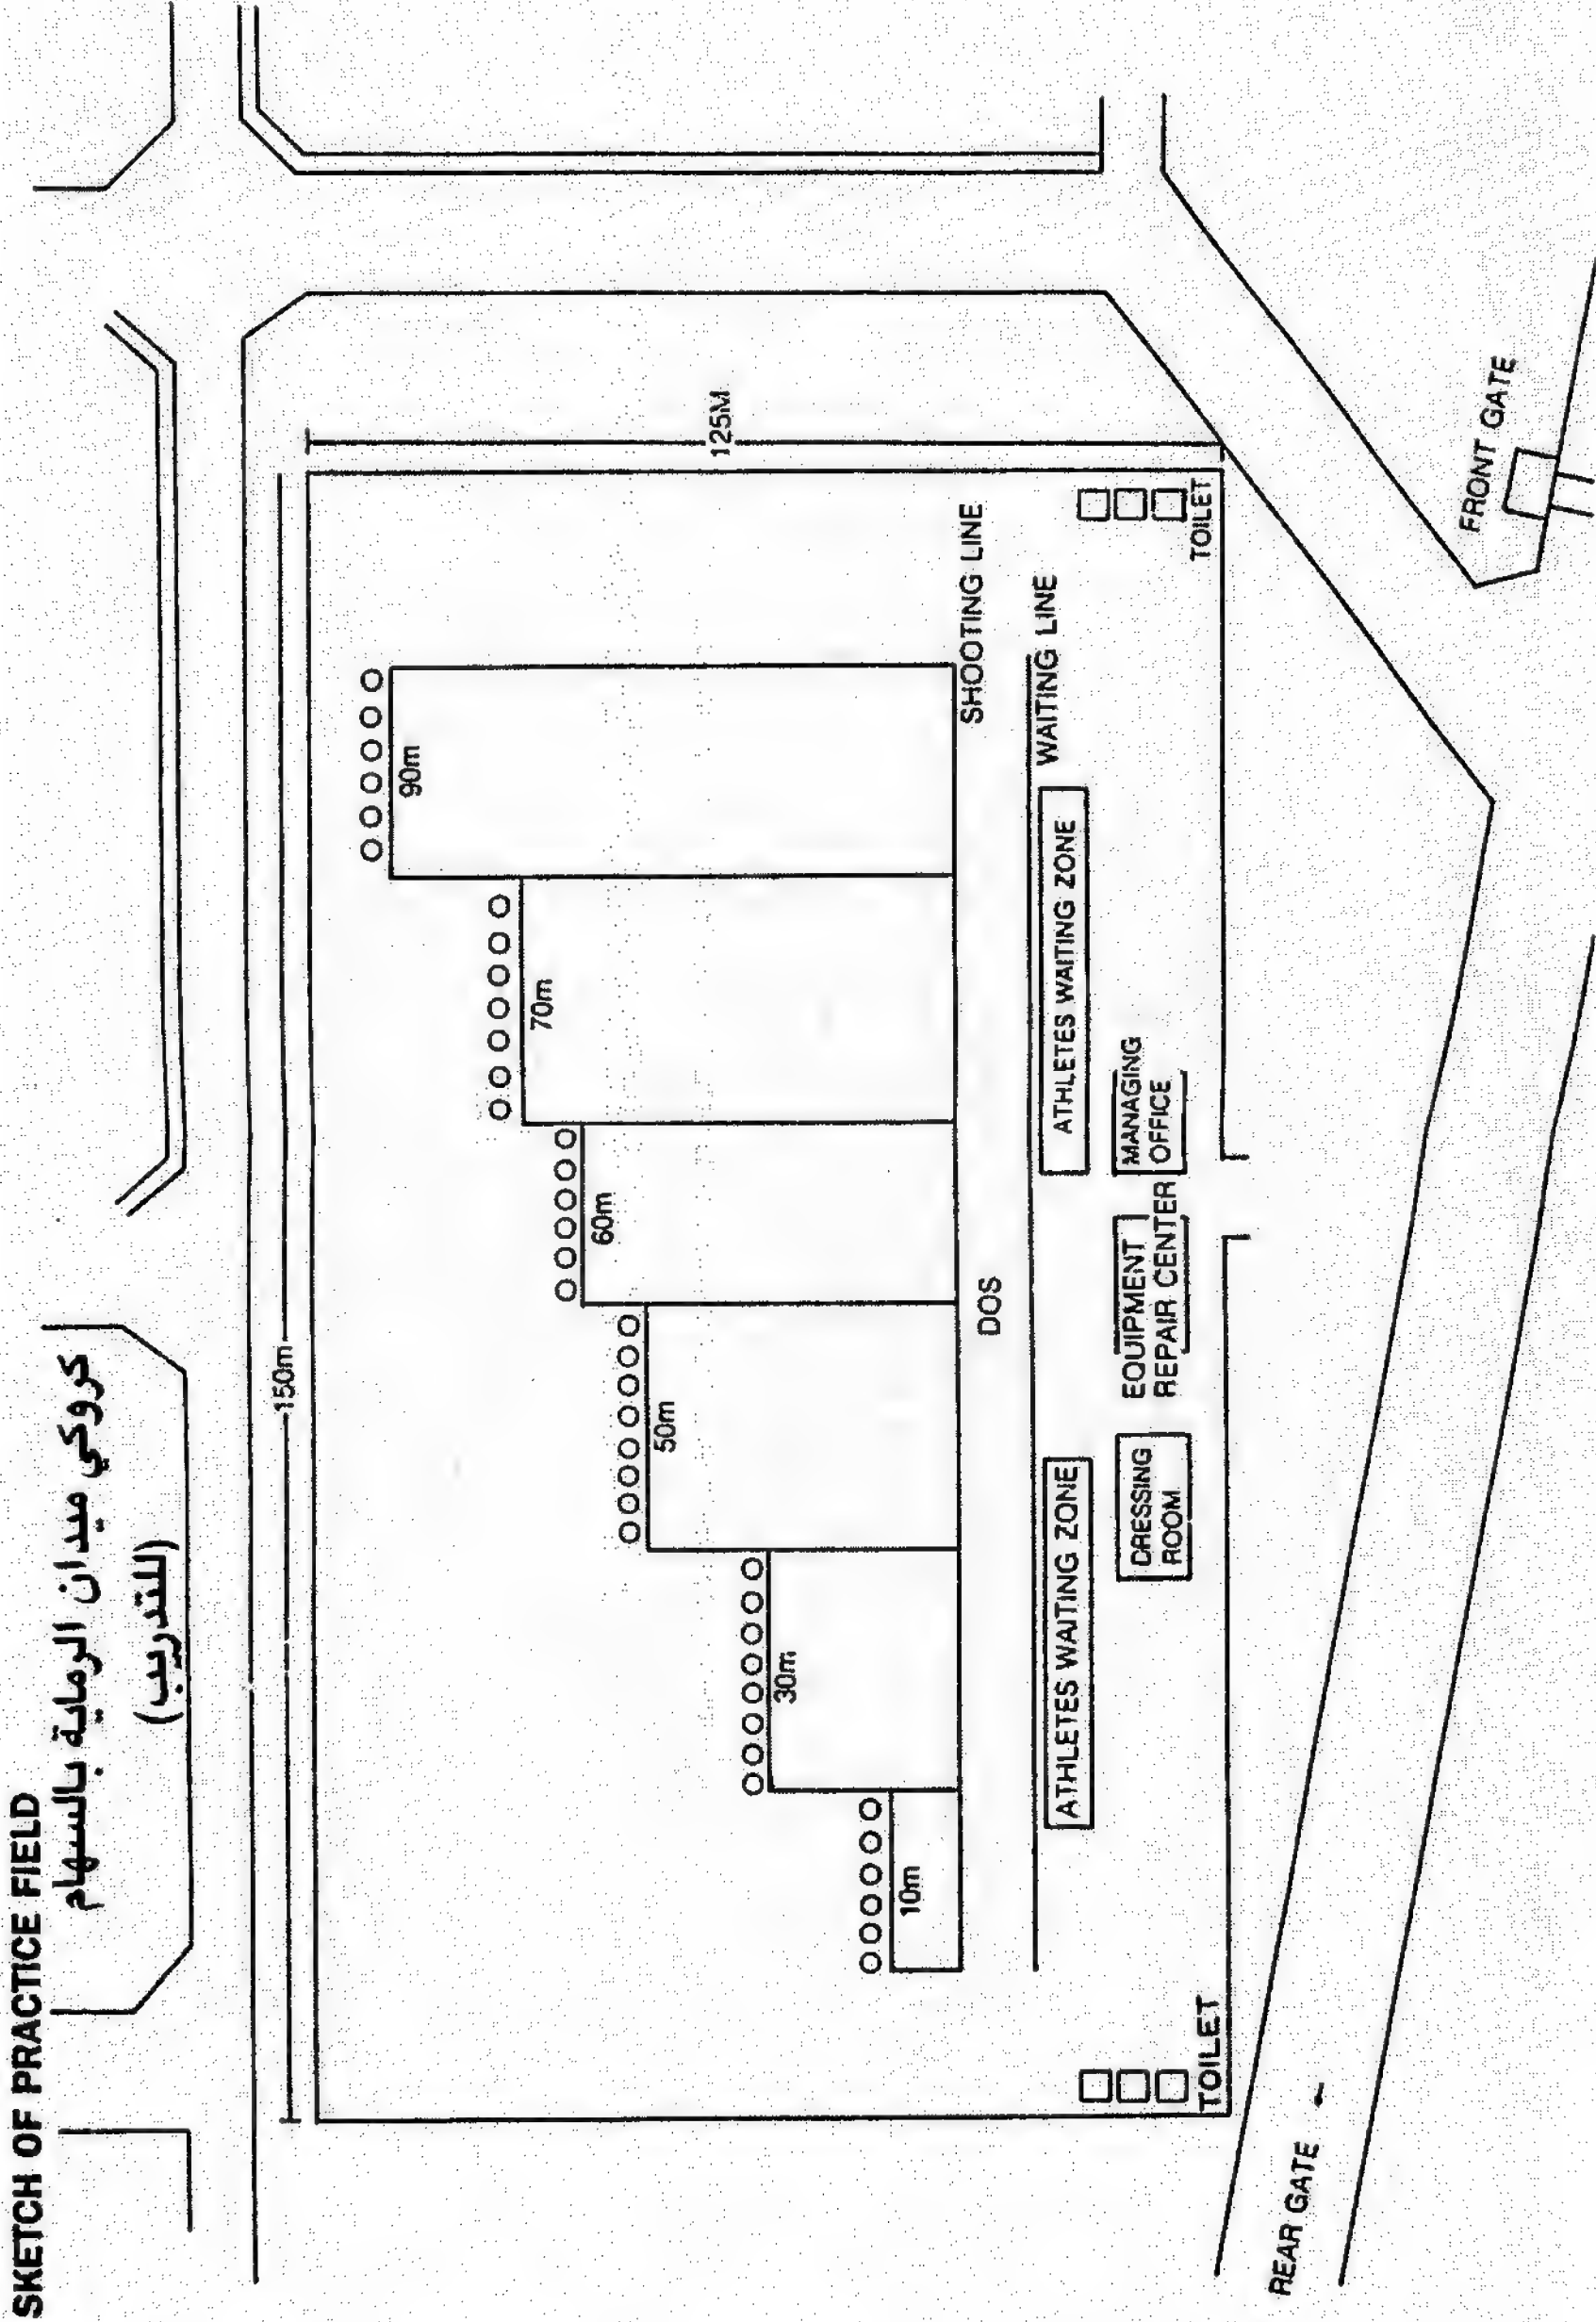 SKETCH OF PRACTICE FIELD
كروكي ميدان الرماية بالسهام
(للتدريب)
150m
125M
90m
70m
60m
50m
30m
10m
SHOOTING LINE
DOS
WAITING LINE
ATHLETES WAITING ZONE
ATHLETES WAITING ZONE
DRESSING
ROOM
EQUIPMENT
REPAIR CENTER
MANAGING
OFFICE
TOILET
TOILET
REAR GATE
FRONT GATE